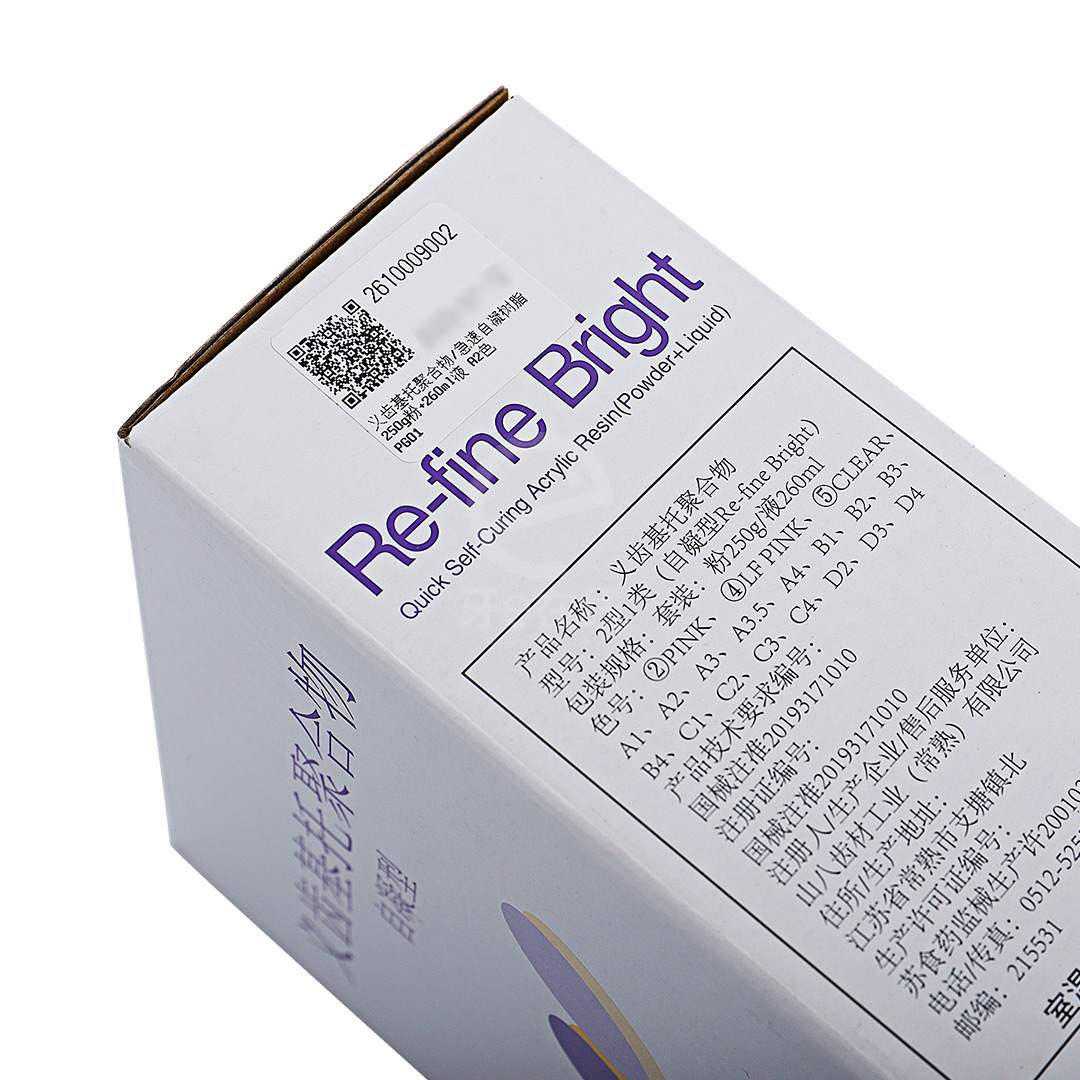 2610009002
义齿基托聚合物/急速自凝树脂
250g粉+260ml液 A2色
PG01
Re-fine Bright
Quick Self-Curing Acrylic Resin(Powder+Liquid)
产品名称：义齿基托聚合物
型号：2型1类（自凝型Re-fine Bright）
包装规格：套装：粉250g/液260ml
色号：②PINK、④LF PINK、⑤CLEAR、
A1、A2、A3、A3.5、A4、B1、B2、B3、
B4、C1、C2、C3、C4、D2、D3、D4
产品技术要求编号：
国械注准20193171010
注册证编号：
国械注准20193171010
注册人/生产企业/售后服务单位：
山八齿材工业（常熟）有限公司
住所/生产地址：
江苏省常熟市支塘镇北
生产许可证编号：
苏食药监械生产许200102
电话/传真：0512-525
邮编：215531
室温
义齿基托聚合物
自凝型